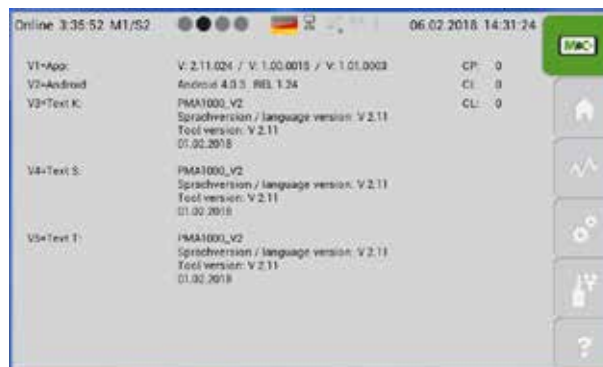 Online 3:35:52 M1/S2 06.02.2018 14:31:24
V1=App: V: 2.11.024 / V: 1.00.0015 / V: 1.01.0003 CP: 0
V2=Android Android 4.0.3 REL 1.24 CI: 0
V3=Text K: PMA1000_V2 CL: 0
Sprachversion / language version: V 2.11
Tool version: V 2.11
01.02.2018
V4=Text S: PMA1000_V2
Sprachversion / language version: V 2.11
Tool version: V 2.11
01.02.2018
V5=Text T: PMA1000_V2
Sprachversion / language version: V 2.11
Tool version: V 2.11
01.02.2018
?